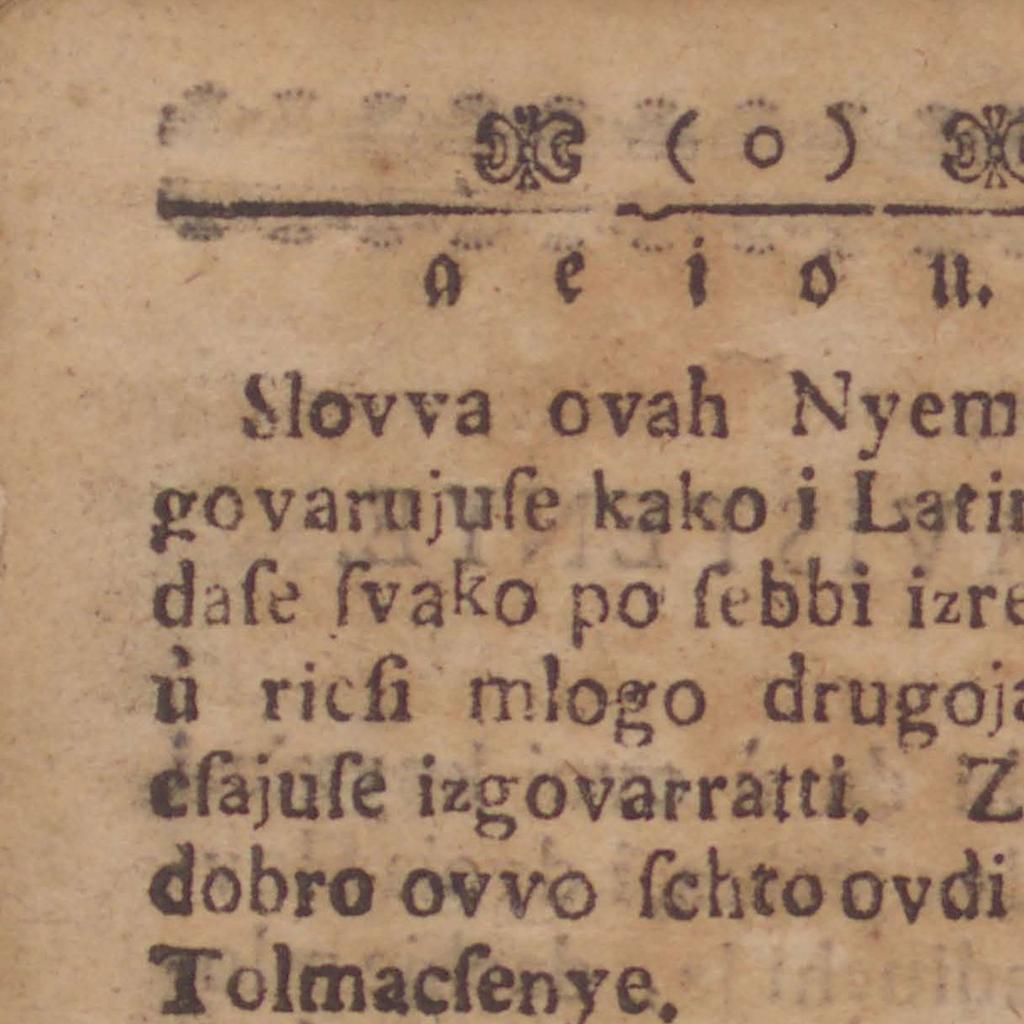 ( o )
a e i o u.
Slovva ovah Nyem
govarujuſe kako i Latin
daſe ſvako po ſebbi izre
ù ricſi mlogo drugoja
cſajuſe izgovarratti. Z
dobro ovvo ſchto ovdi
Tolmacſenye.